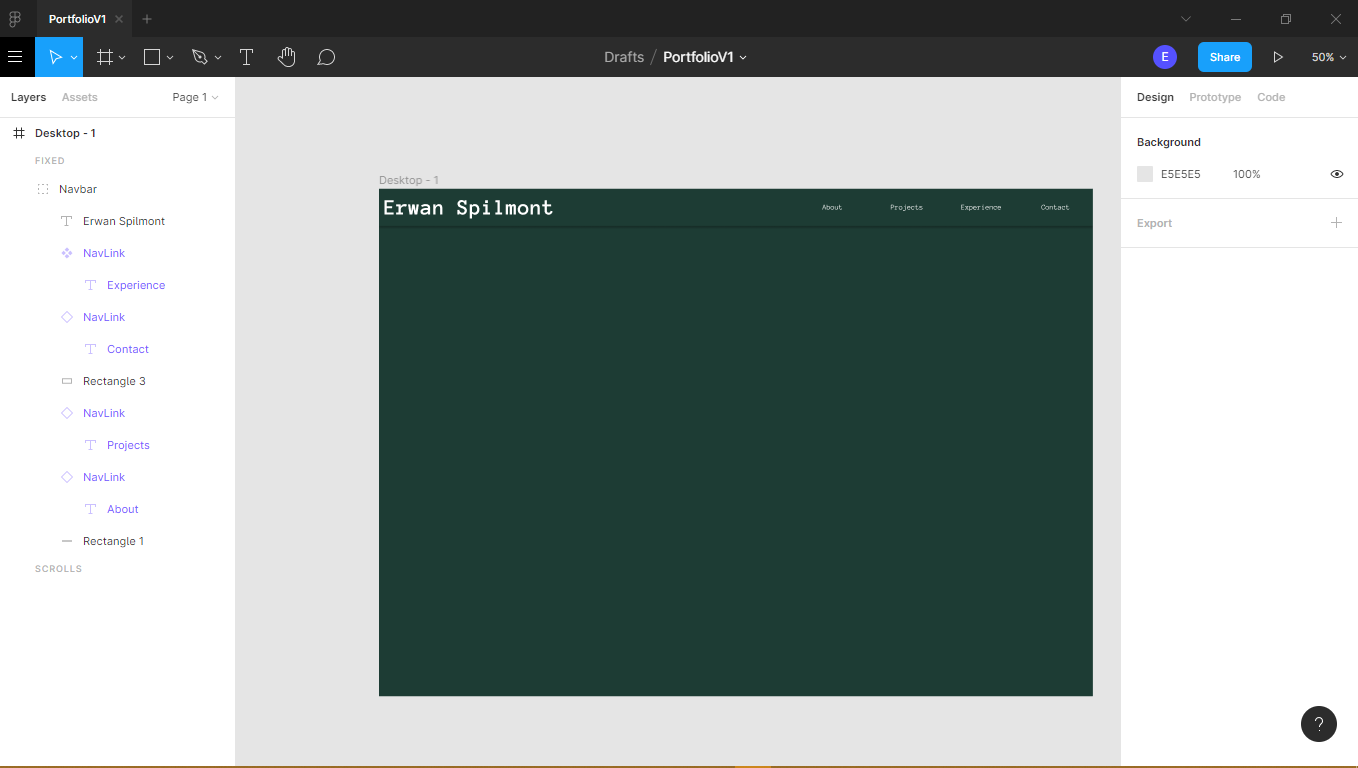 PortfolioV1
Drafts / PortfolioV1
E
Share
50%
Layers
Assets
Page 1
Desktop - 1
FIXED
Navbar
Erwan Spilmont
NavLink
Experience
NavLink
Contact
Rectangle 3
NavLink
Projects
NavLink
About
Rectangle 1
SCROLLS
Desktop - 1
Erwan Spilmont
About
Projects
Experience
Contact
Design
Prototype
Code
Background
E5E5E5
100%
Export
?